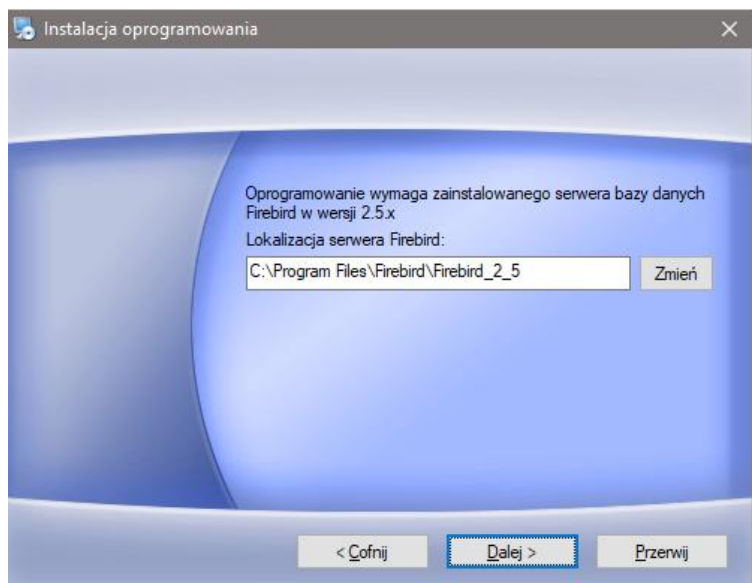 Instalacja oprogramowania
Oprogramowanie wymaga zainstalowanego serwera bazy danych
Firebird w wersji 2.5.x
Lokalizacja serwera Firebird:
C:\Program Files\Firebird\Firebird_2_5
Zmień
< Cofnij
Dalej >
Przerwij